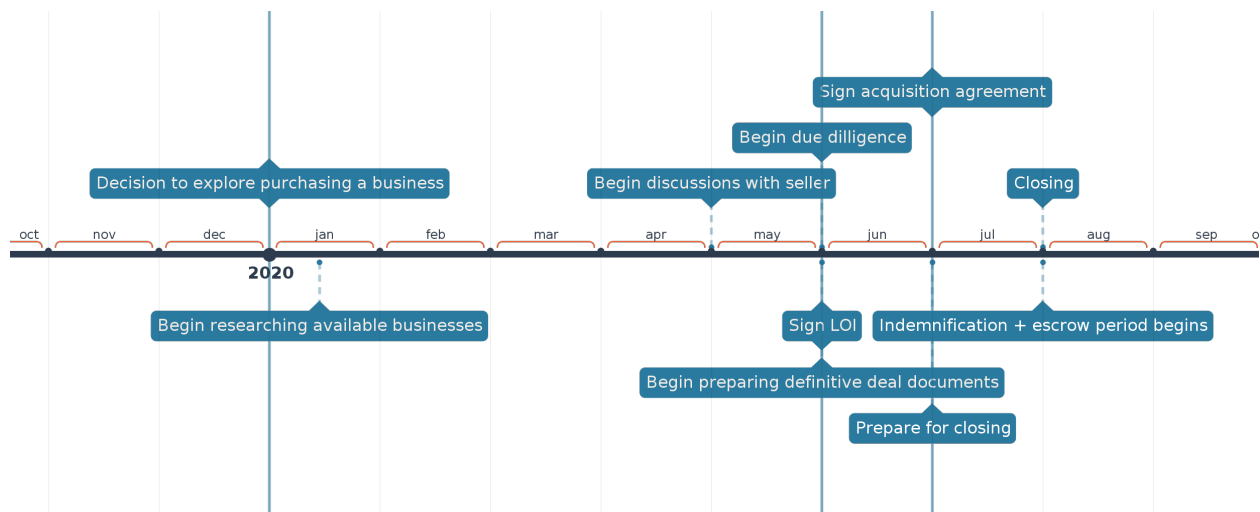 Sign acquisition agreement
Begin due dilligence
Decision to explore purchasing a business
Begin discussions with seller
Closing
oct nov dec jan feb mar apr may jun jul aug sep o
2020
Begin researching available businesses
Sign LOI
Indemnification + escrow period begins
Begin preparing definitive deal documents
Prepare for closing